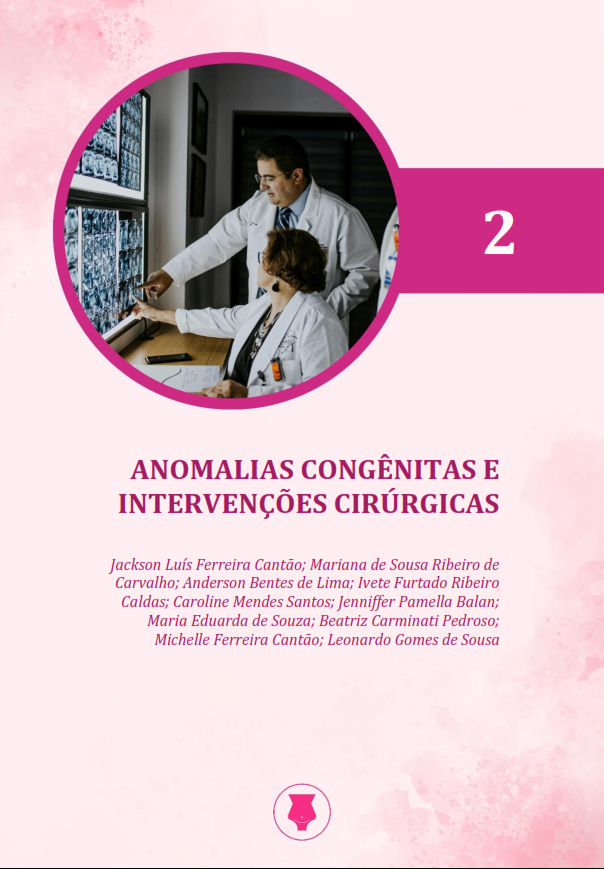 2
ANOMALIAS CONGÊNITAS E
INTERVENÇÕES CIRÚRGICAS
Jackson Luís Ferreira Cantão; Mariana de Sousa Ribeiro de
Carvalho; Anderson Bentes de Lima; Ivete Furtado Ribeiro
Caldas; Caroline Mendes Santos; Jenniffer Pamella Balan;
Maria Eduarda de Souza; Beatriz Carminati Pedroso;
Michelle Ferreira Cantão; Leonardo Gomes de Sousa